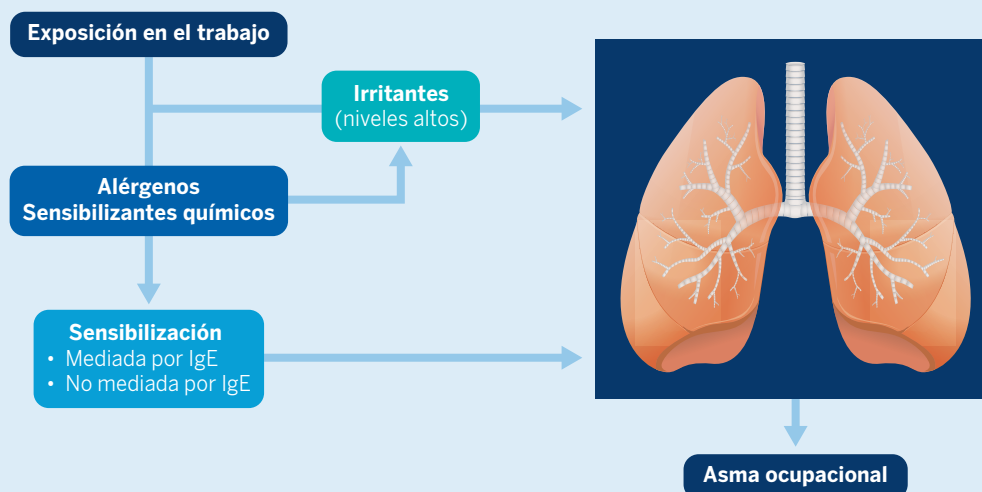 Exposición en el trabajo
Irritantes
(niveles altos)
Alérgenos
Sensibilizantes químicos
Sensibilización
• Mediada por IgE
• No mediada por IgE
Asma ocupacional